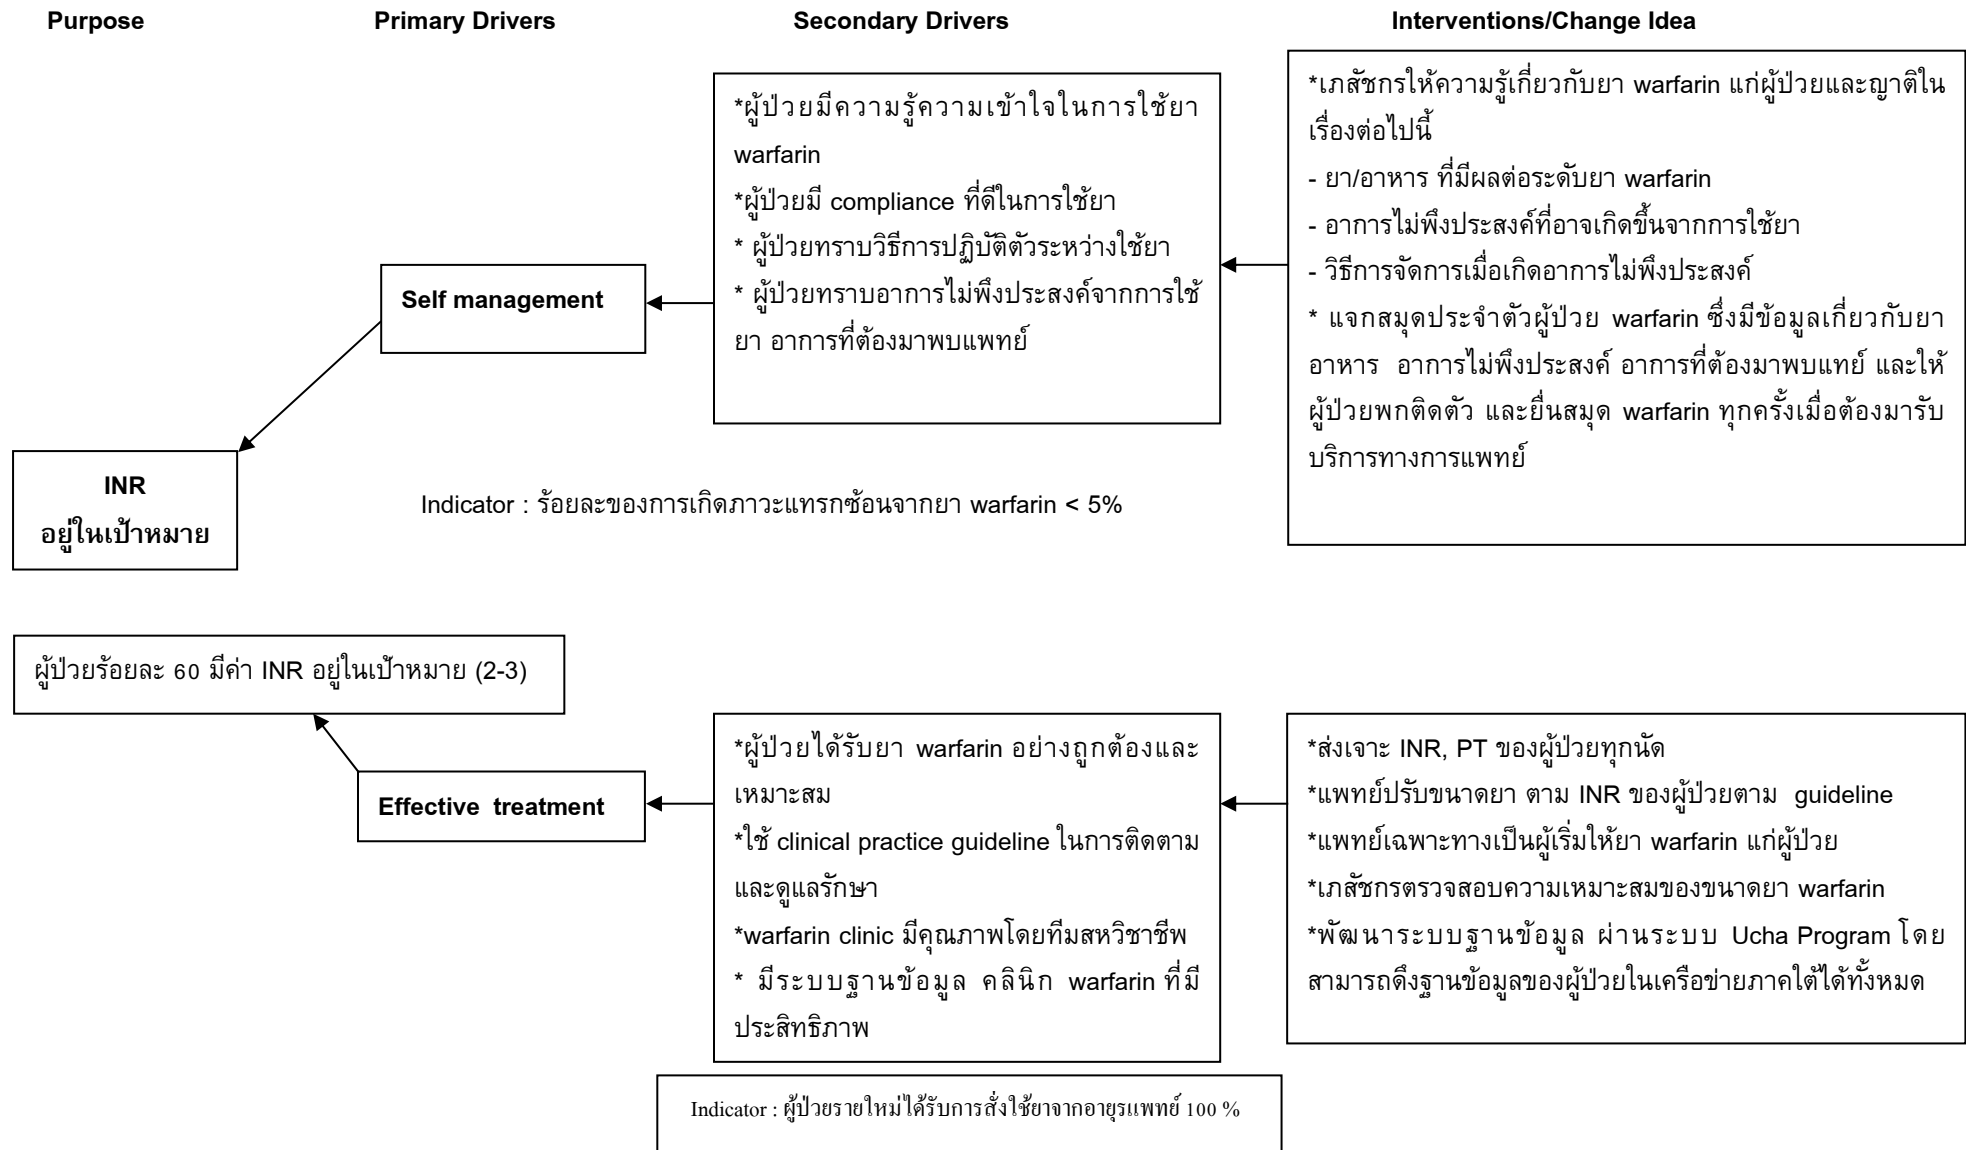 Purpose
Primary Drivers
Secondary Drivers
Interventions/Change Idea
*ผู้ป่วยมีความรู้ความเข้าใจในการใช้ยา
warfarin
*ผู้ป่วยมี compliance ที่ดีในการใช้ยา
* ผู้ป่วยทราบวิธีการปฏิบัติตัวระหว่างใช้ยา
* ผู้ป่วยทราบอาการไม่พึงประสงค์จากการใช้
ยา อาการที่ต้องมาพบแพทย์
*เภสัชกรให้ความรู้เกี่ยวกับยา warfarin แก่ผู้ป่วยและญาติใน
เรื่องต่อไปนี้
- ยา/อาหาร ที่มีผลต่อระดับยา warfarin
- อาการไม่พึงประสงค์ที่อาจเกิดขึ้นจากการใช้ยา
- วิธีการจัดการเมื่อเกิดอาการไม่พึงประสงค์
* แจกสมุดประจำตัวผู้ป่วย warfarin ซึ่งมีข้อมูลเกี่ยวกับยา
อาหาร อาการไม่พึงประสงค์ อาการที่ต้องมาพบแทย์ และให้
ผู้ป่วยพกติดตัว และยื่นสมุด warfarin ทุกครั้งเมื่อต้องมารับ
บริการทางการแพทย์
Self management
INR
อยู่ในเป้าหมาย
Indicator : ร้อยละของการเกิดภาวะแทรกซ้อนจากยา warfarin < 5%
ผู้ป่วยร้อยละ 60 มีค่า INR อยู่ในเป้าหมาย (2-3)
Effective treatment
*ผู้ป่วยได้รับยา warfarin อย่างถูกต้องและ
เหมาะสม
*ใช้ clinical practice guideline ในการติดตาม
และดูแลรักษา
*warfarin clinic มีคุณภาพโดยทีมสหวิชาชีพ
* มีระบบฐานข้อมูล คลินิก warfarin ที่มี
ประสิทธิภาพ
*ส่งเจาะ INR, PT ของผู้ป่วยทุกนัด
*แพทย์ปรับขนาดยา ตาม INR ของผู้ป่วยตาม guideline
*แพทย์เฉพาะทางเป็นผู้เริ่มให้ยา warfarin แก่ผู้ป่วย
*เภสัชกรตรวจสอบความเหมาะสมของขนาดยา warfarin
*พัฒนาระบบฐานข้อมูล ผ่านระบบ Ucha Program โดย
สามารถดึงฐานข้อมูลของผู้ป่วยในเครือข่ายภาคใต้ได้ทั้งหมด
Indicator : ผู้ป่วยรายใหม่ได้รับการสั่งใช้ยาจากอายุรแพทย์ 100 %